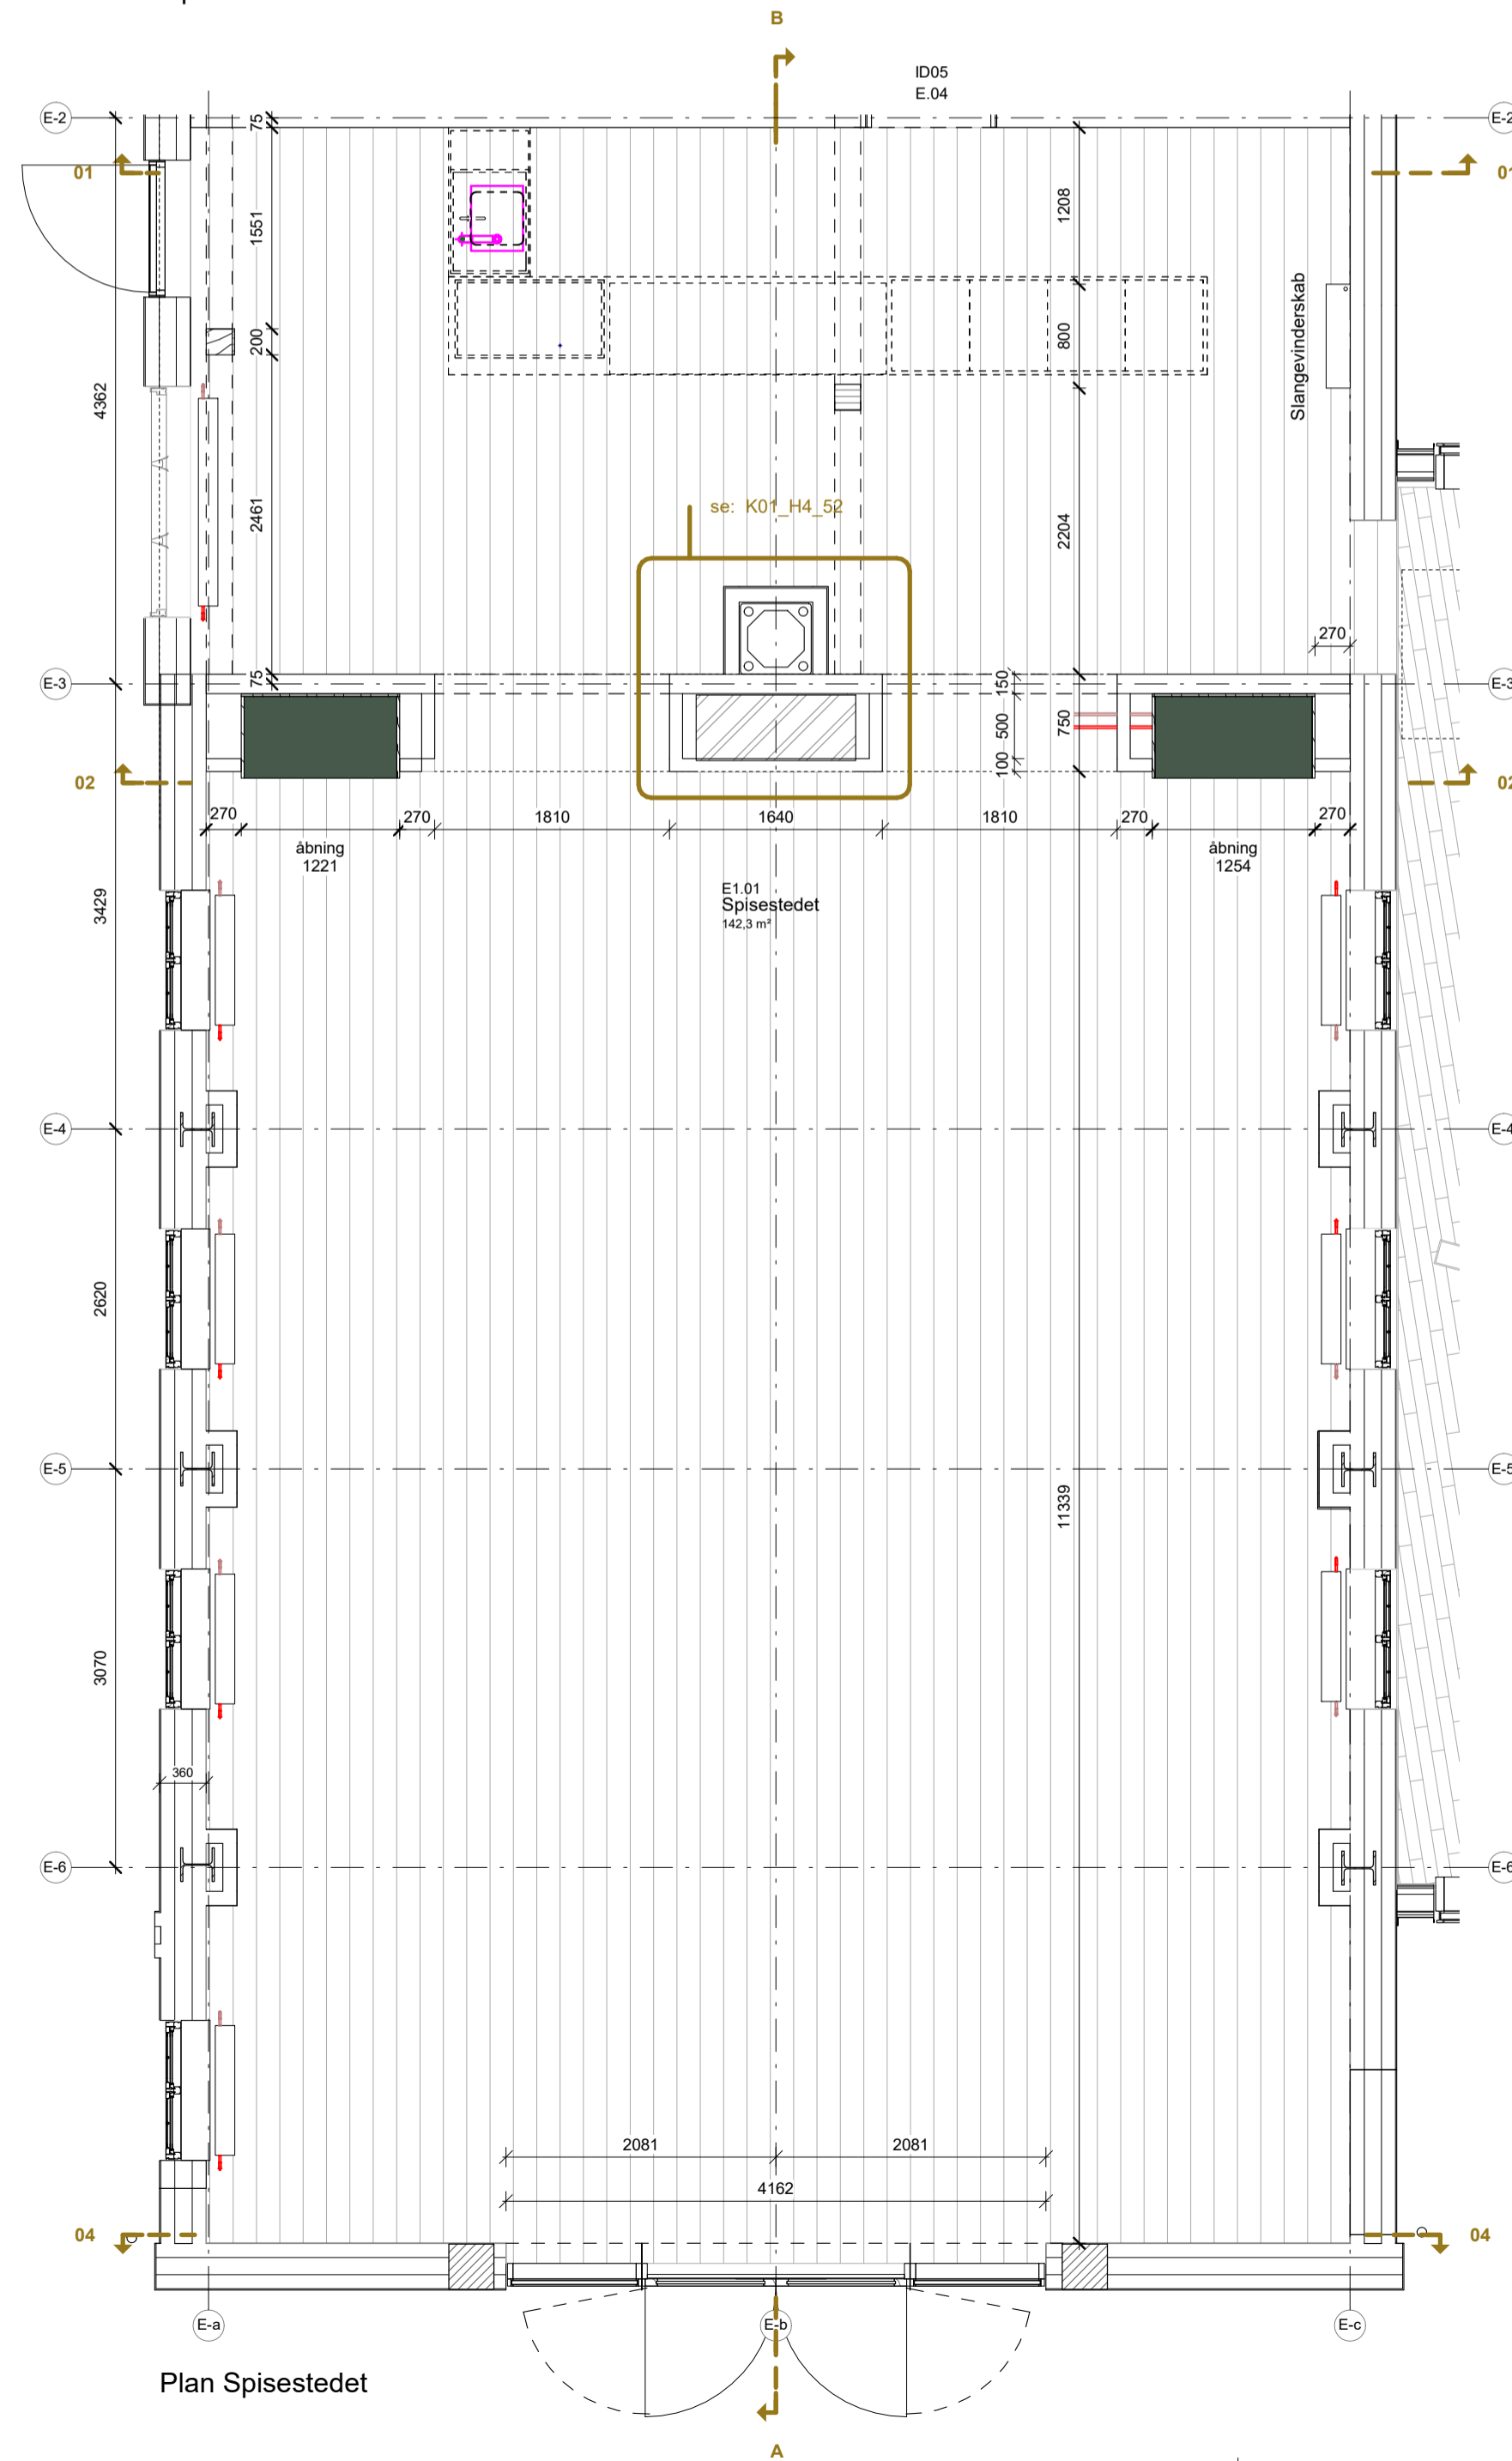 B
ID05
E.04
E-2
E-2
75
01
01
1551
1208
200
800
Slangevinderskab
4362
2461
se: K01_H4_52
2204
270
75
E-3
E-3
150
500
750
100
02
02
270
270
1810
1640
1810
270
270
åbning
1221
åbning
1254
3429
E1.01
Spisestedet
142,3 m²
E-4
E-4
2620
E-5
E-5
11339
3070
360
E-6
E-6
2081
2081
4162
04
04
E-a
E-b
E-c
Plan Spisestedet
A